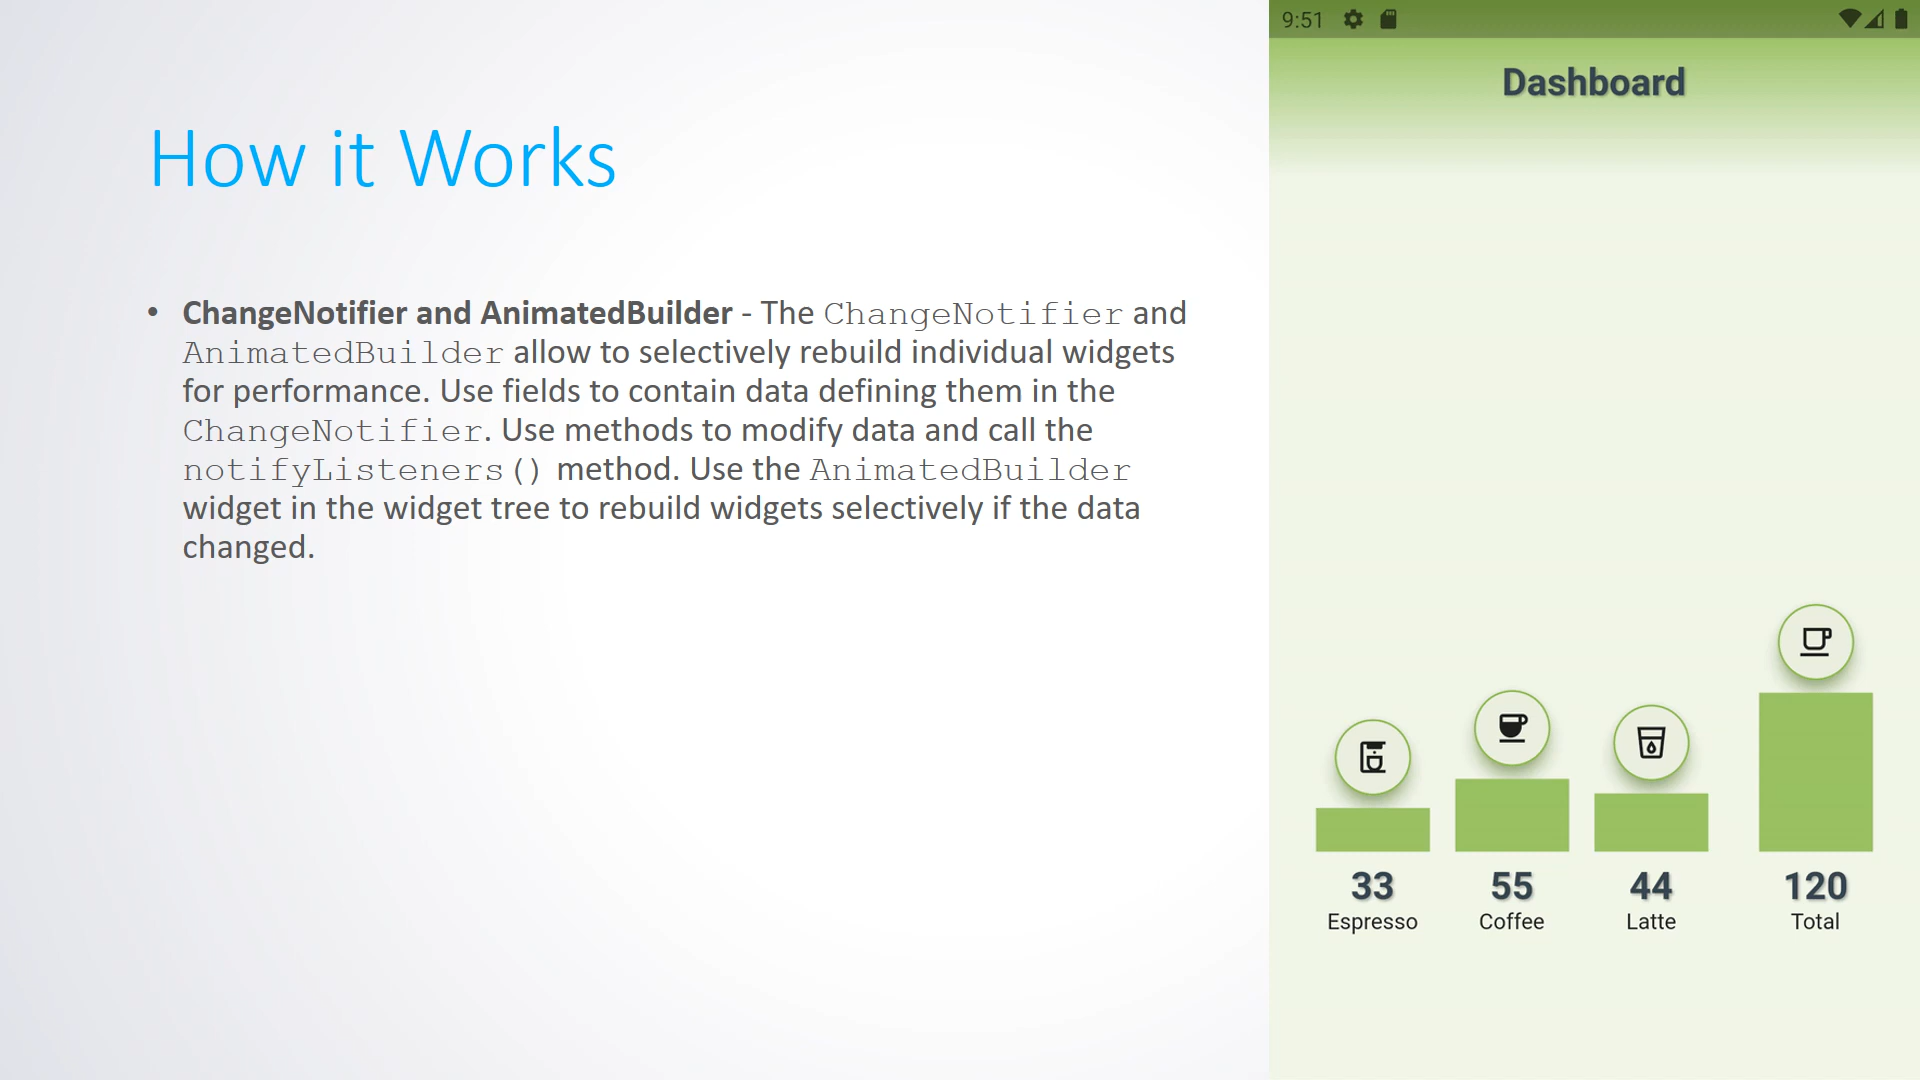 How it Works
• ChangeNotifier and AnimatedBuilder - The ChangeNotifier and
AnimatedBuilder allow to selectively rebuild individual widgets
for performance. Use fields to contain data defining them in the
ChangeNotifier. Use methods to modify data and call the
notifyListeners() method. Use the AnimatedBuilder
widget in the widget tree to rebuild widgets selectively if the data
changed.
9:51
Dashboard
33 55 44 120
Espresso Coffee Latte Total